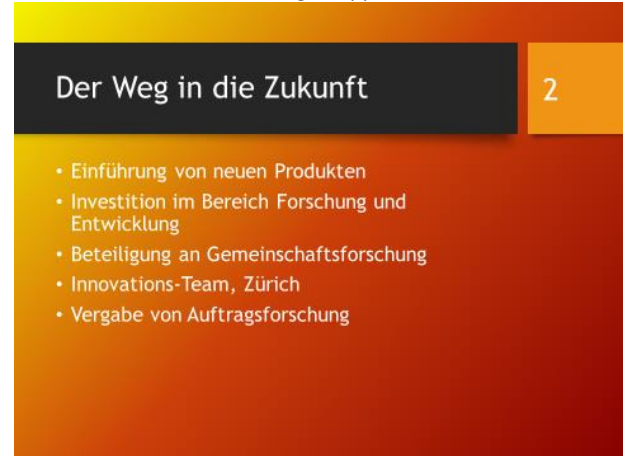 Der Weg in die Zukunft
2
• Einführung von neuen Produkten
• Investition im Bereich Forschung und
Entwicklung
• Beteiligung an Gemeinschaftsforschung
• Innovations-Team, Zürich
• Vergabe von Auftragsforschung